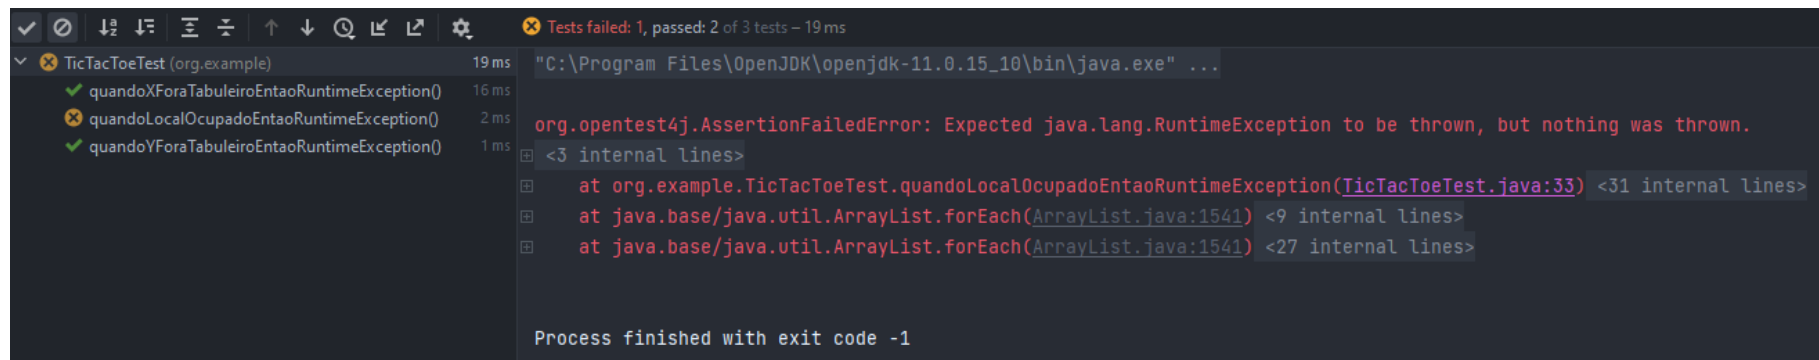 Tests failed: 1, passed: 2 of 3 tests – 19 ms
TicTacToeTest (org.example) 19 ms
quandoXForaTabuleiroEntaoRuntimeException() 16 ms
quandoLocalOcupadoEntaoRuntimeException() 2 ms
quandoYForaTabuleiroEntaoRuntimeException() 1 ms
"C:\Program Files\OpenJDK\openjdk-11.0.15_10\bin\java.exe" ...
org.opentest4j.AssertionFailedError: Expected java.lang.RuntimeException to be thrown, but nothing was thrown.
<3 internal lines>
at org.example.TicTacToeTest.quandoLocalOcupadoEntaoRuntimeException(TicTacToeTest.java:33) <31 internal lines>
at java.base/java.util.ArrayList.forEach(ArrayList.java:1541) <9 internal lines>
at java.base/java.util.ArrayList.forEach(ArrayList.java:1541) <27 internal lines>
Process finished with exit code -1